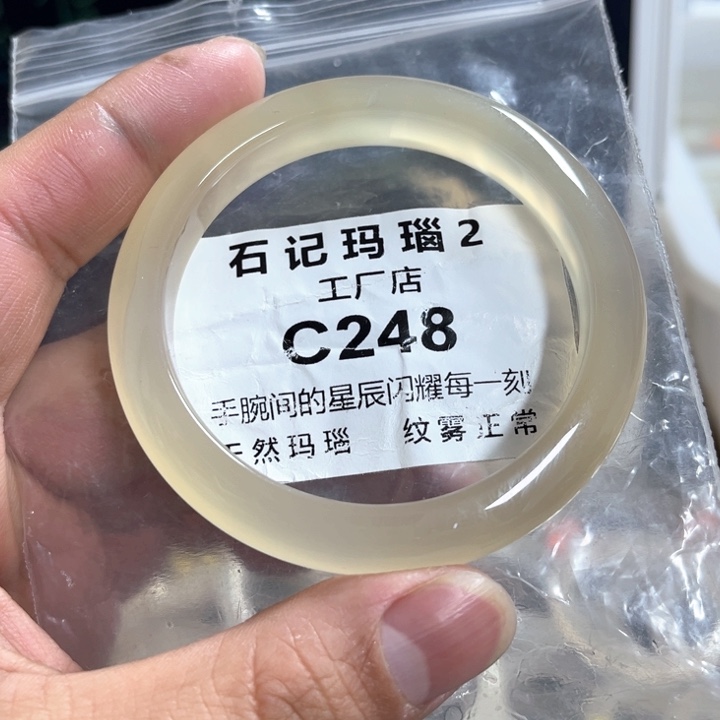 石记玛瑙2
工厂店
C248
手腕间的星辰闪耀每一刻
天然玛瑙 纹雾正常